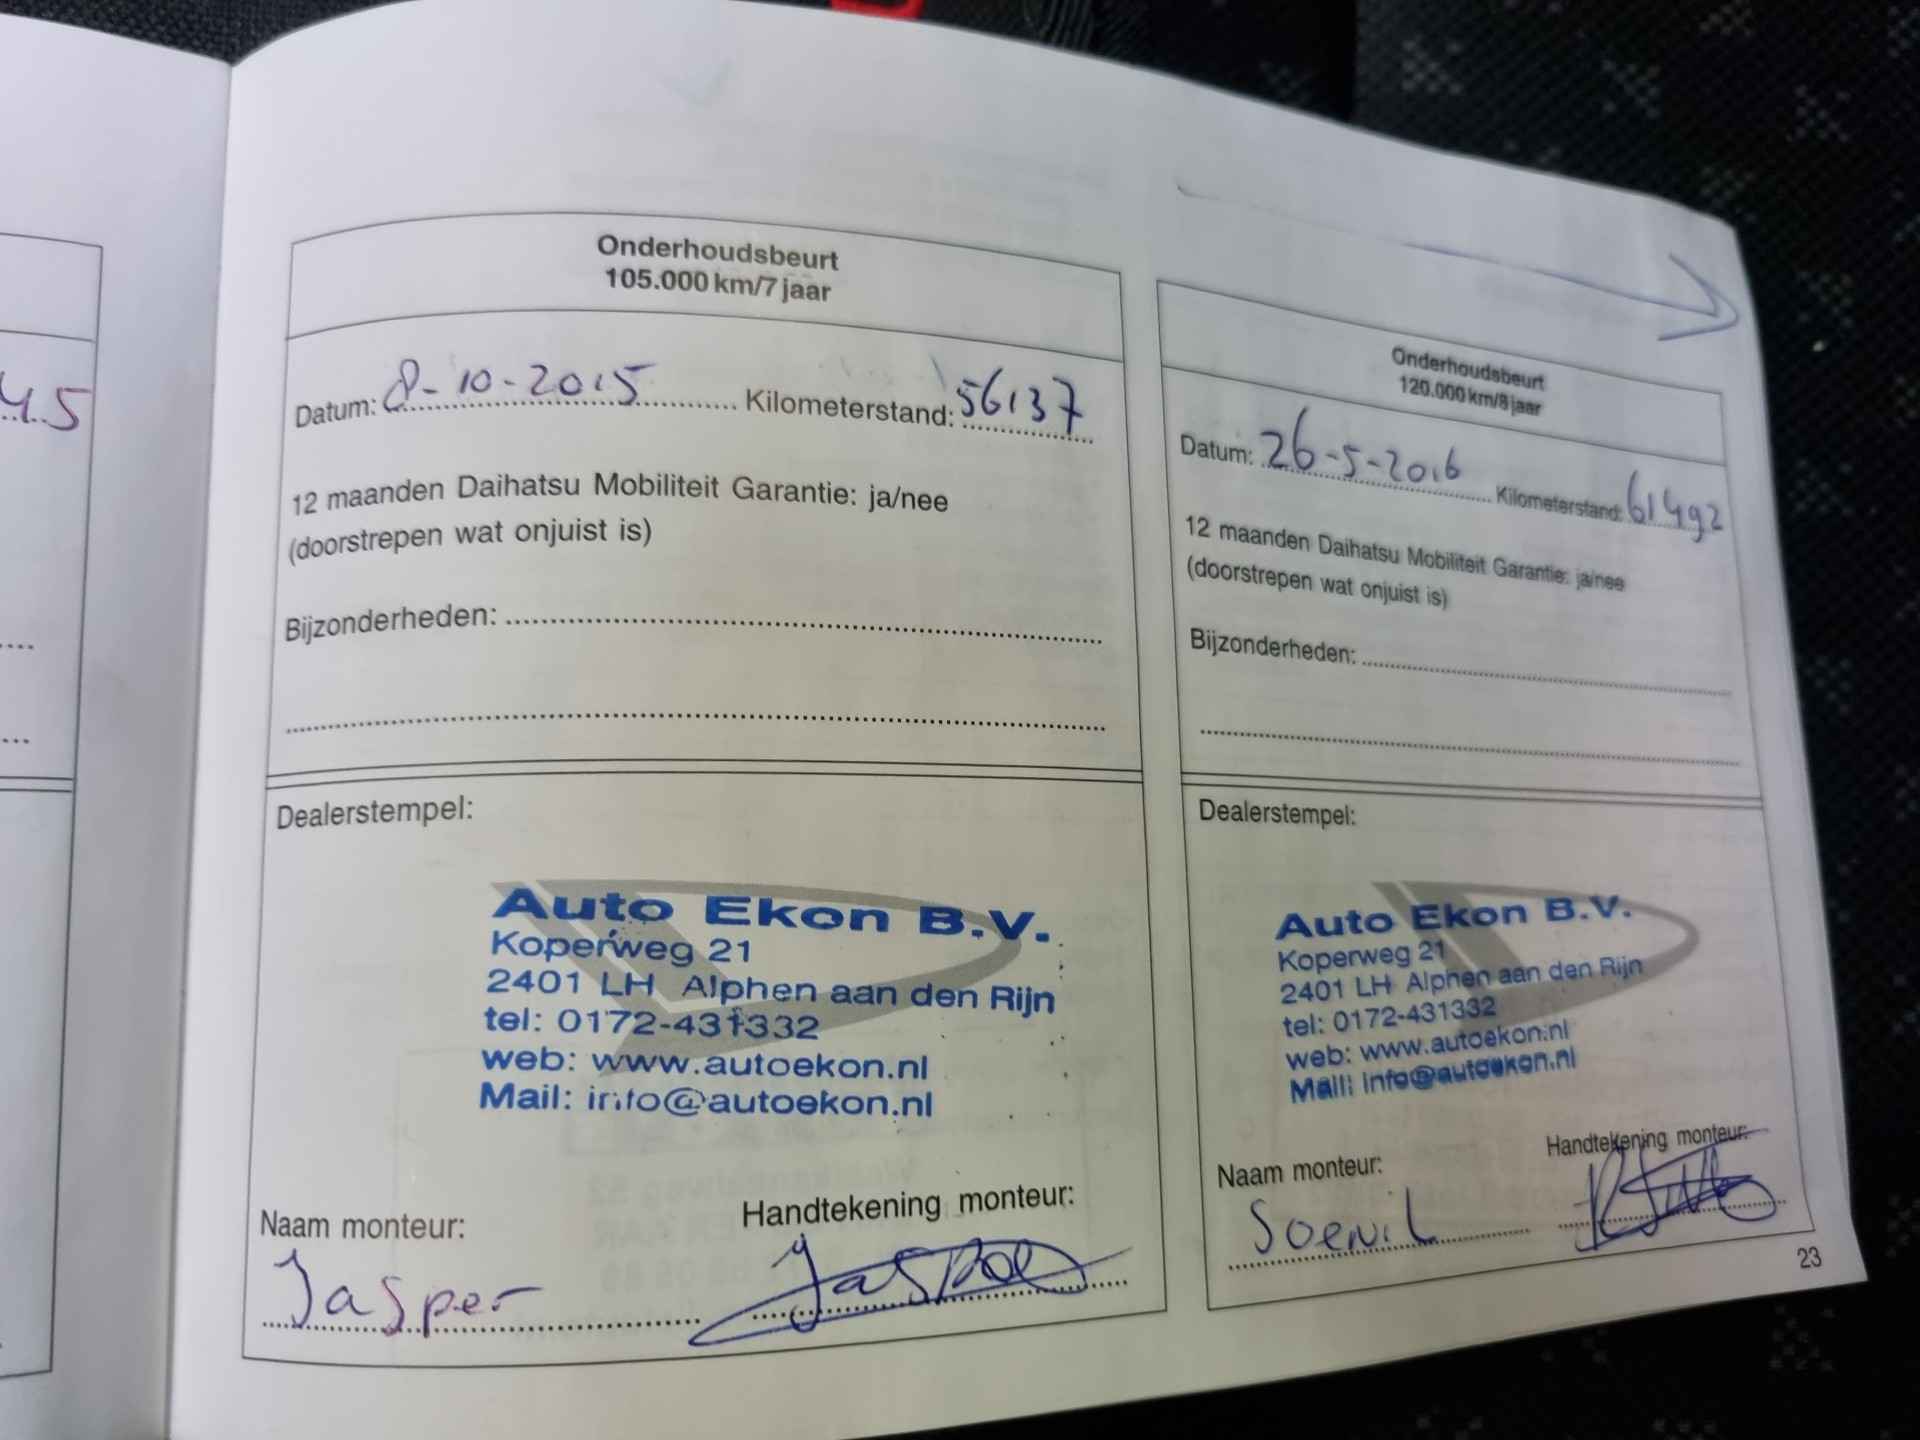 45
Onderhoudsbeurt
105.000 km/7 jaar
Datum: 8-10-2015 Kilometerstand: 56137
12 maanden Daihatsu Mobiliteit Garantie: ja/nee
(doorstrepen wat onjuist is)
Bijzonderheden:
Dealerstempel:
Auto Ekon B.V.
Koperweg 21
2401 LH Alphen aan den Rijn
tel: 0172-431332
web: www.autoekon.nl
Mail: info@autoekon.nl
Naam monteur: Handtekening monteur:
Jasper
Onderhoudsbeurt
120.000 km/8 jaar
Datum: 26-5-2016 Kilometerstand: 61492
12 maanden Daihatsu Mobiliteit Garantie: ja/nee
(doorstrepen wat onjuist is)
Bijzonderheden:
Dealerstempel:
Auto Ekon B.V.
Koperweg 21
2401 LH Alphen aan den Rijn
tel: 0172-431332
web: www.autoekon.nl
Mail: info@autoekon.nl
Naam monteur: Handtekening monteur:
23